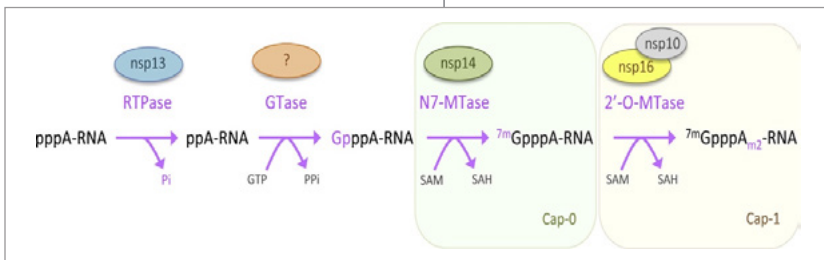 nsp13 ? nsp14 nsp16 nsp10
RTPase GTase N7-MTase 2'-O-MTase
pppA-RNA ppA-RNA GpppA-RNA ⁷ᵐGpppA-RNA ⁷ᵐGpppAₘ₂-RNA
Pi GTP PPi SAM SAH SAM SAH
Cap-0 Cap-1